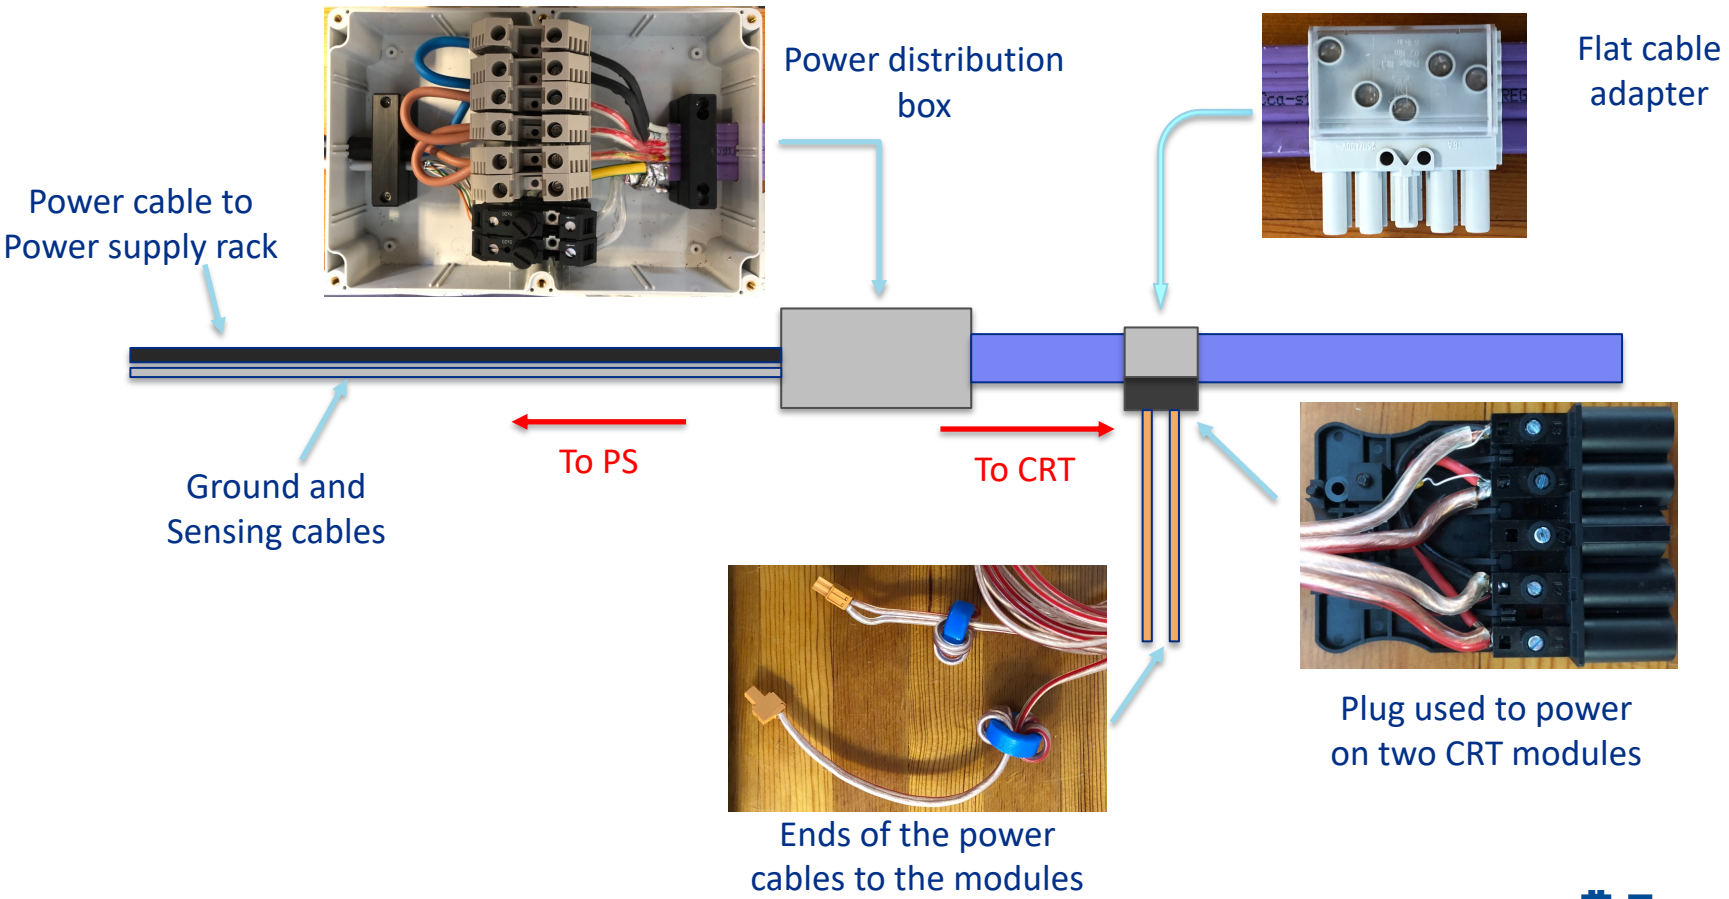 Power distribution
box
Flat cable
adapter
Power cable to
Power supply rack
To PS
To CRT
Ground and
Sensing cables
Plug used to power
on two CRT modules
Ends of the power
cables to the modules